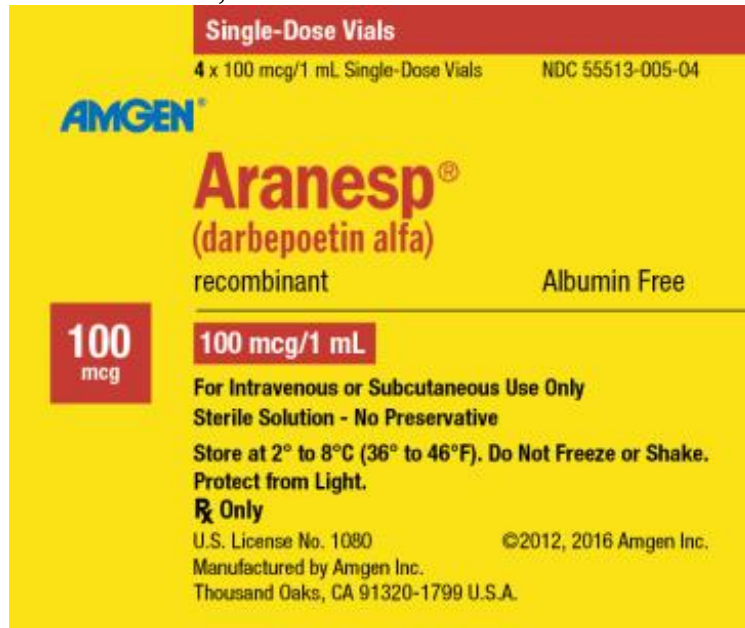 Single-Dose Vials
4 x 100 mcg/1 mL Single-Dose Vials NDC 55513-005-04
AMGEN®
Aranesp®
(darbepoetin alfa)
recombinant Albumin Free
100
mcg
100 mcg/1 mL
For Intravenous or Subcutaneous Use Only
Sterile Solution - No Preservative
Store at 2° to 8°C (36° to 46°F). Do Not Freeze or Shake.
Protect from Light.
℞ Only
U.S. License No. 1080 ©2012, 2016 Amgen Inc.
Manufactured by Amgen Inc.
Thousand Oaks, CA 91320-1799 U.S.A.